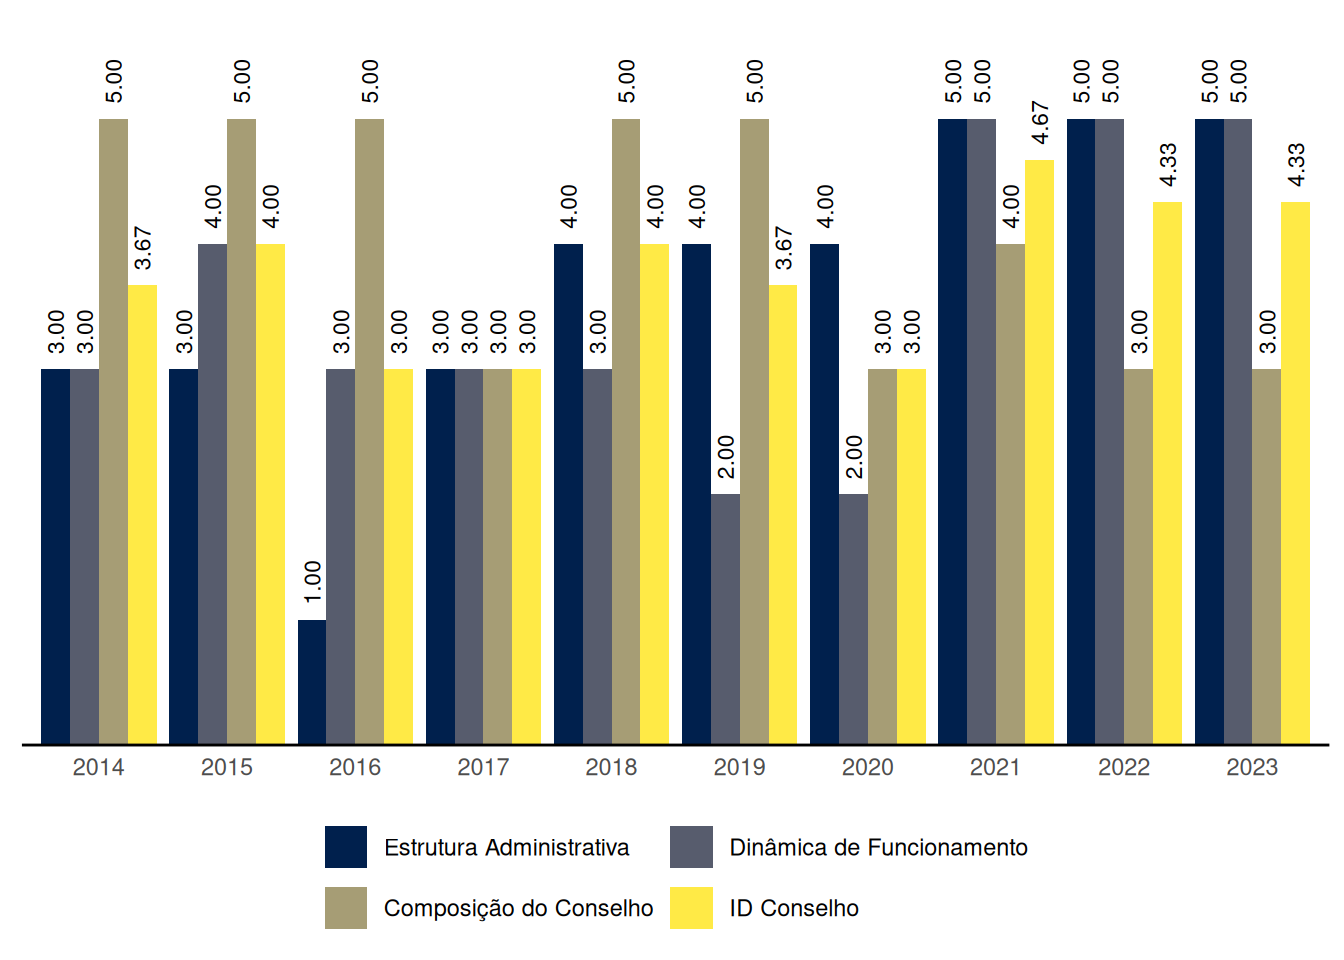 5.00 5.00 5.00 5.00 5.00 5.00 5.00 5.00 5.00 5.00 5.00
4.67
4.33 4.33
4.00 4.00 4.00 4.00 4.00 4.00 4.00
3.67 3.67
3.00 3.00 3.00 3.00 3.00 3.00 3.00 3.00 3.00 3.00 3.00 3.00 3.00 3.00
2.00 2.00
1.00
2014 2015 2016 2017 2018 2019 2020 2021 2022 2023
Estrutura Administrativa Dinâmica de Funcionamento
Composição do Conselho ID Conselho